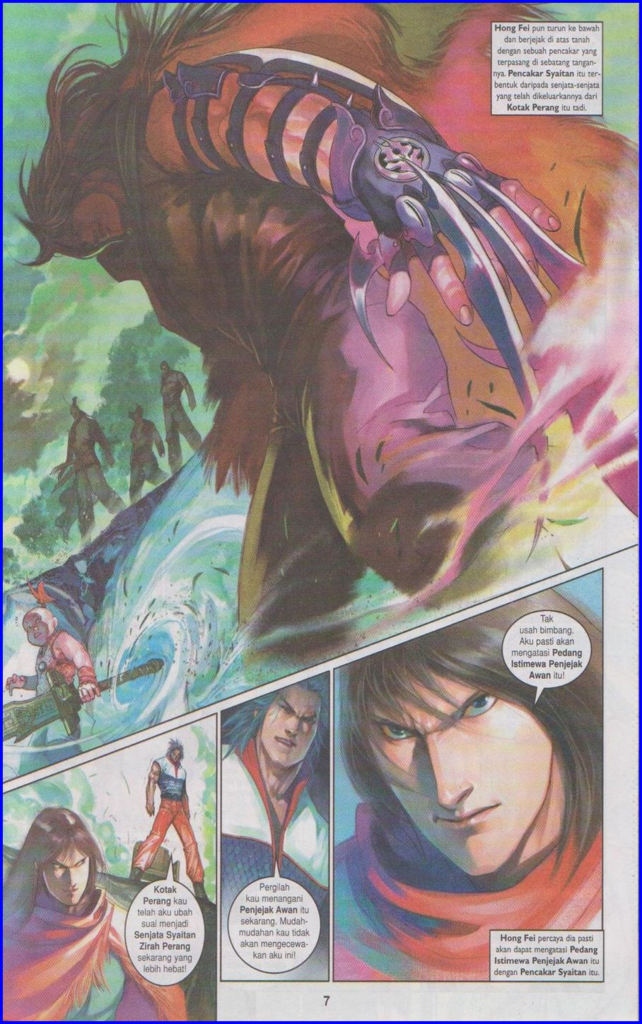 Hong Fei pun turun ke bawah
dan berjejak di atas tanah
dengan sebuah pencakar yang
terpasang di sebatang tangan-
nya. Pencakar Syaitan itu ter-
bentuk daripada senjata-senjata
yang telah dikeluarkannya dari
Kotak Perang itu tadi.
Kotak
Perang kau
telah aku ubah
suai menjadi
Senjata Syaitan
Zirah Perang
sekarang yang
lebih hebat!
Pergilah
kau menangani
Penjejak Awan itu
sekarang. Mudah-
mudahan kau tidak
akan mengecewa-
kan aku ini!
Tak
usah bimbang.
Aku pasti akan
mengatasi Pedang
Istimewa Penjejak
Awan itu!
Hong Fei percaya dia pasti
akan dapat mengatasi Pedang
Istimewa Penjejak Awan itu
dengan Pencakar Syaitan itu.
7